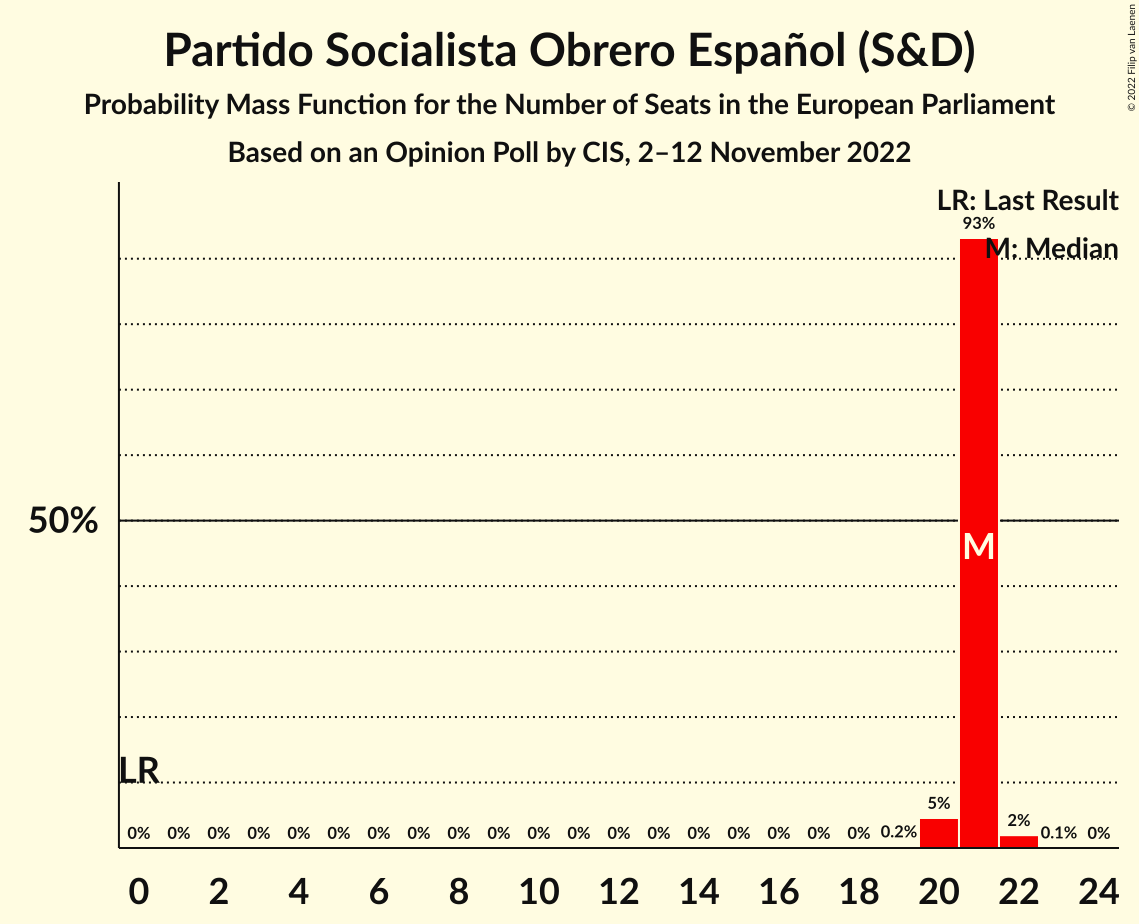 Partido Socialista Obrero Español (S&D)
Probability Mass Function for the Number of Seats in the European Parliament
Based on an Opinion Poll by CIS, 2–12 November 2022
© 2022 Filip van Laenen
LR: Last Result
93%
M: Median
50%
M
LR
5%
2%
0% 0% 0% 0% 0% 0% 0% 0% 0% 0% 0% 0% 0% 0% 0% 0% 0% 0% 0% 0.2% 0.1% 0%
0 2 4 6 8 10 12 14 16 18 20 22 24